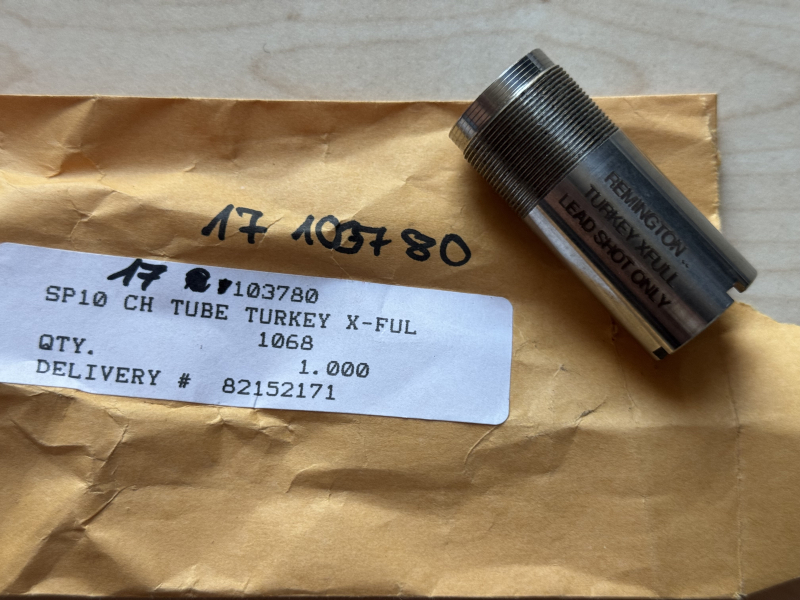 17 103780
17 103780
SP10 CH TUBE TURKEY X-FUL
1068
QTY. 1.000
DELIVERY # 82152171
REMINGTON
TURKEY XFULL
LEAD SHOT ONLY